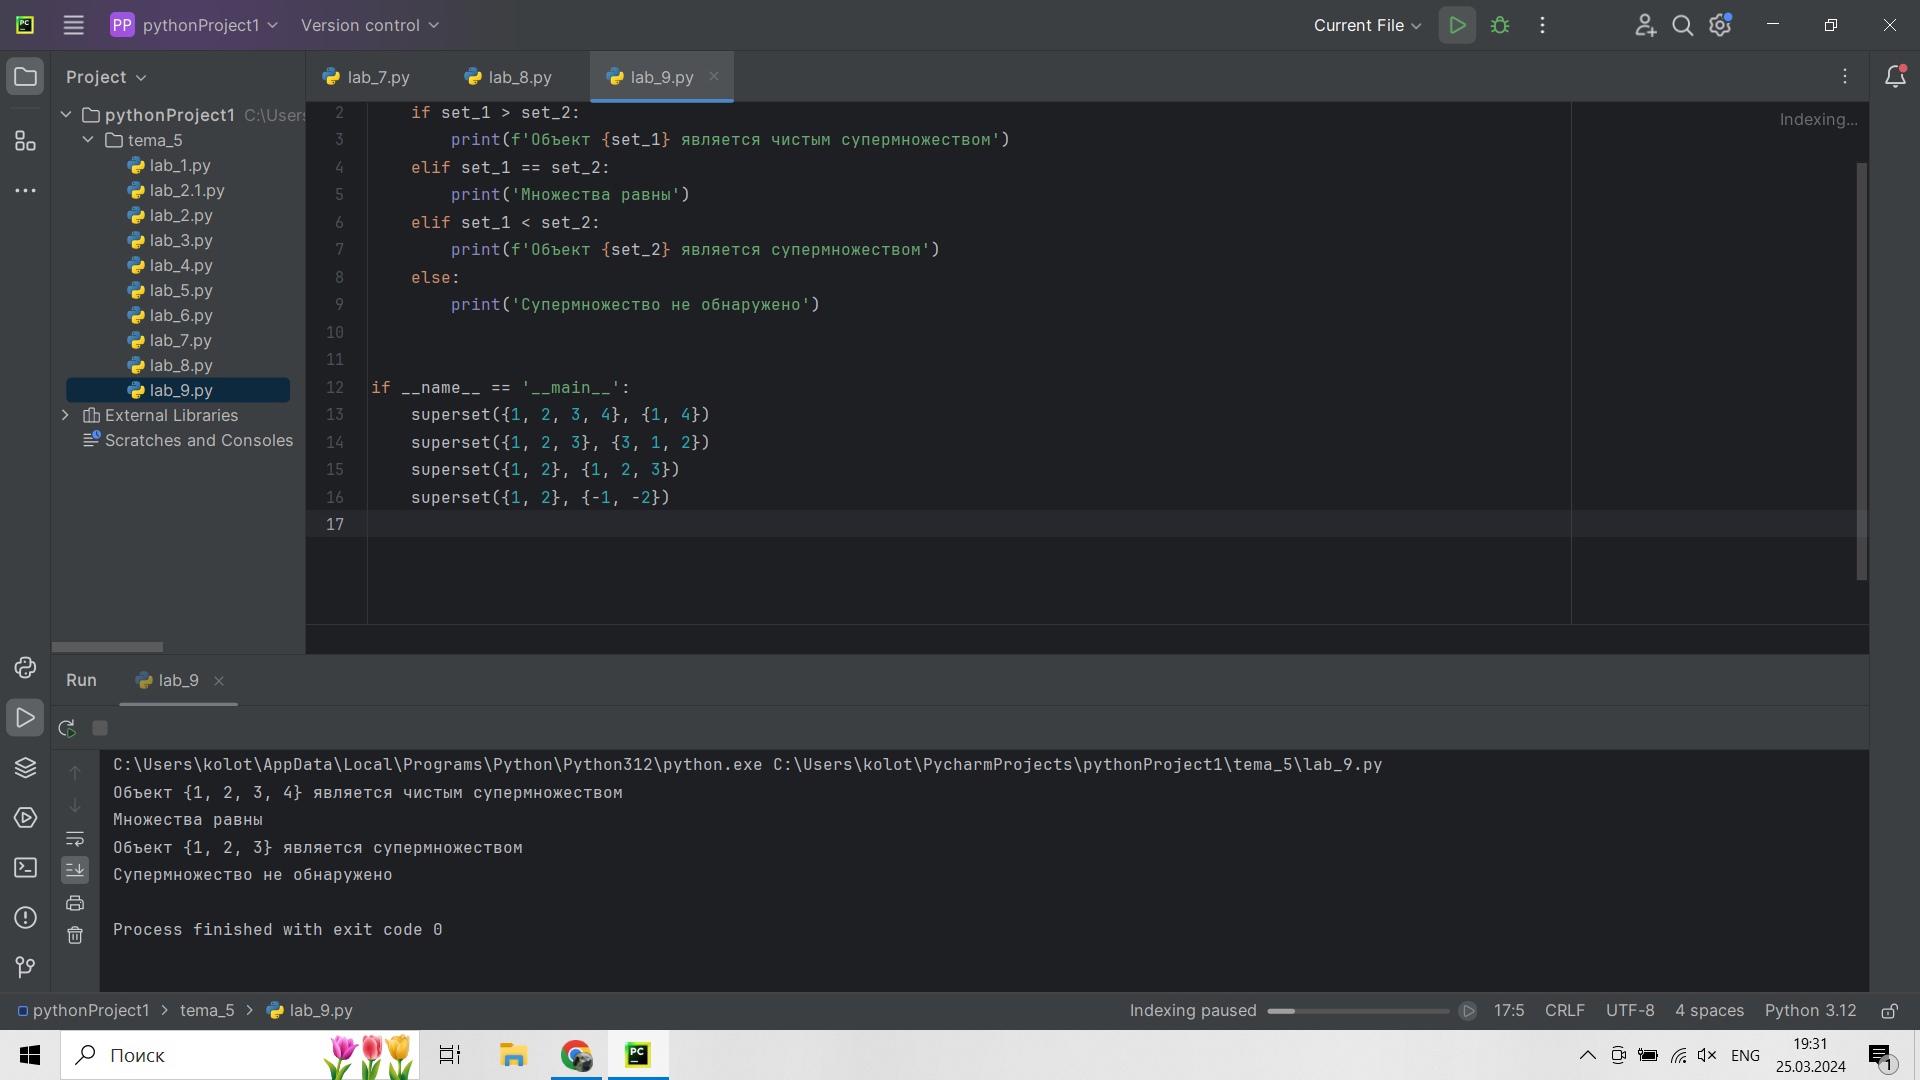 PC
PP pythonProject1
Version control
Current File
Project
lab_7.py
lab_8.py
lab_9.py
pythonProject1 C:\Users
tema_5
lab_1.py
lab_2.1.py
lab_2.py
lab_3.py
lab_4.py
lab_5.py
lab_6.py
lab_7.py
lab_8.py
lab_9.py
External Libraries
Scratches and Consoles
Indexing...
2 if set_1 > set_2:
3 print(f'Объект {set_1} является чистым супермножеством')
4 elif set_1 == set_2:
5 print('Множества равны')
6 elif set_1 < set_2:
7 print(f'Объект {set_2} является супермножеством')
8 else:
9 print('Супермножество не обнаружено')
10
11
12 if __name__ == '__main__':
13 superset({1, 2, 3, 4}, {1, 4})
14 superset({1, 2, 3}, {3, 1, 2})
15 superset({1, 2}, {1, 2, 3})
16 superset({1, 2}, {-1, -2})
17
Run
lab_9
C:\Users\kolot\AppData\Local\Programs\Python\Python312\python.exe C:\Users\kolot\PycharmProjects\pythonProject1\tema_5\lab_9.py
Объект {1, 2, 3, 4} является чистым супермножеством
Множества равны
Объект {1, 2, 3} является супермножеством
Супермножество не обнаружено
Process finished with exit code 0
pythonProject1 > tema_5 > lab_9.py
Indexing paused
17:5 CRLF UTF-8 4 spaces Python 3.12
Поиск
PC
ENG
19:31
25.03.2024
1